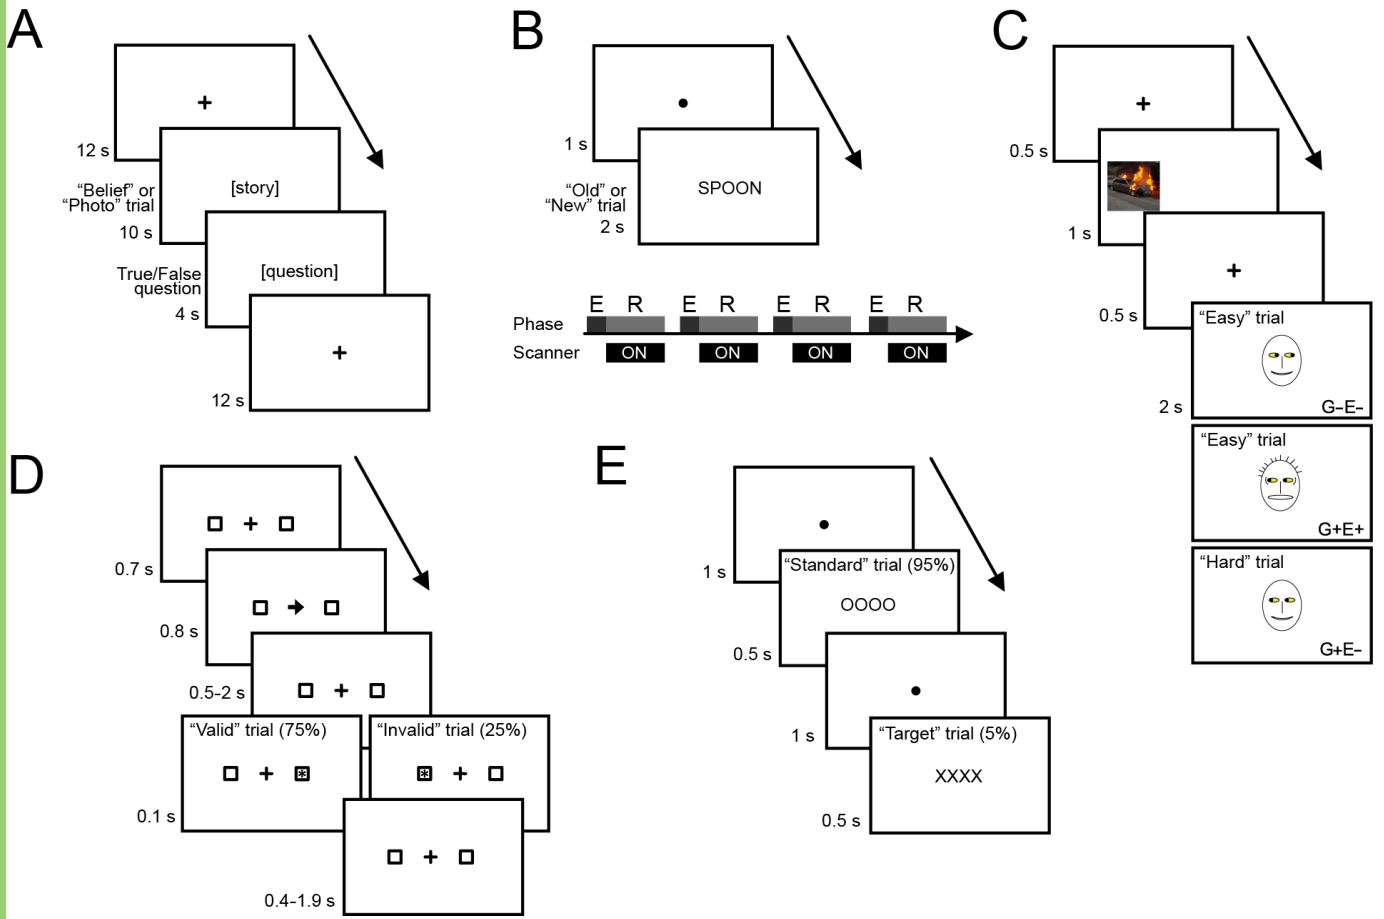 A
+
12 s
“Belief” or
“Photo” trial
10 s
[story]
True/False
question
4 s
[question]
+
12 s
B
1 s
“Old” or
“New” trial
2 s
SPOON
E R E R E R E R
Phase
Scanner ON ON ON ON
C
+
0.5 s
1 s
+
0.5 s
“Easy” trial
G–E–
2 s
“Easy” trial
G+E+
“Hard” trial
G+E–
D
+
0.7 s
0.8 s
+
0.5-2 s
“Valid” trial (75%)
+ *
“Invalid” trial (25%)
* +
0.1 s
+
0.4-1.9 s
E
1 s
“Standard” trial (95%)
OOOO
0.5 s
1 s
“Target” trial (5%)
XXXX
0.5 s